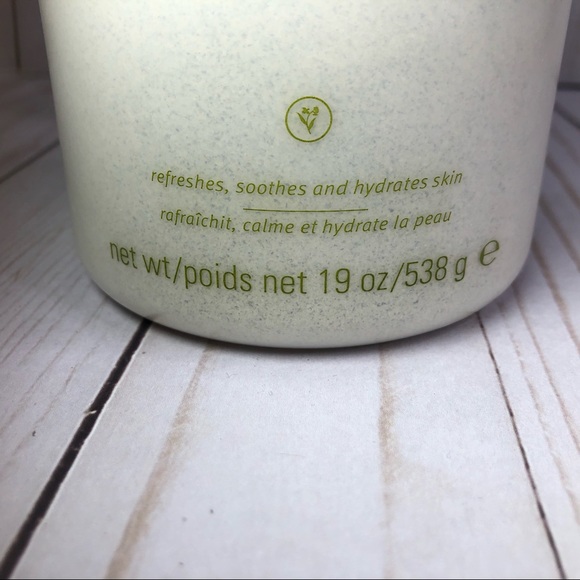 refreshes, soothes and hydrates skin
rafraîchit, calme et hydrate la peau
net wt/poids net 19 oz/538 g ℮